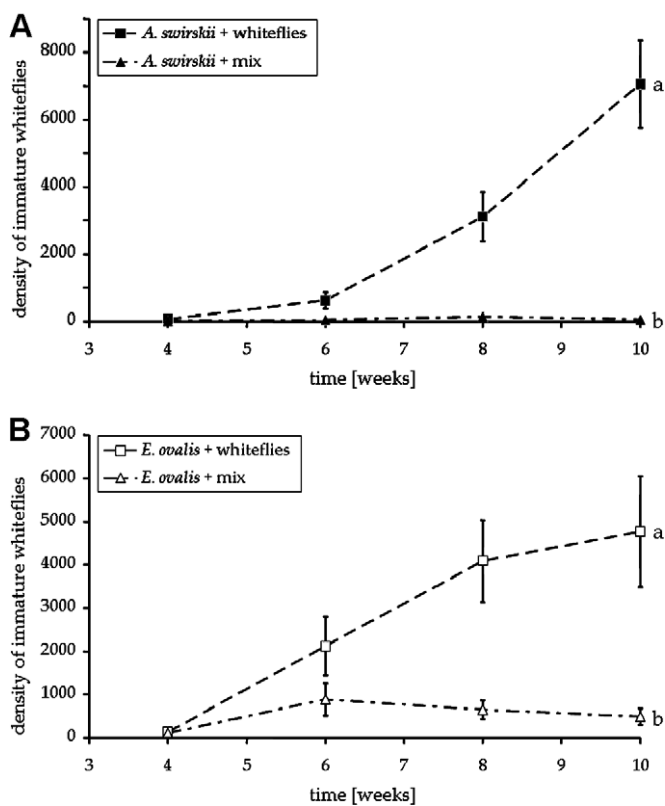 A
A. swirskii + whiteflies
A. swirskii + mix
density of immature whiteflies
8000
6000
4000
2000
0
3 4 5 6 7 8 9 10
time [weeks]
a
b
B
E. ovalis + whiteflies
E. ovalis + mix
density of immature whiteflies
7000
6000
5000
4000
3000
2000
1000
0
3 4 5 6 7 8 9 10
time [weeks]
a
b